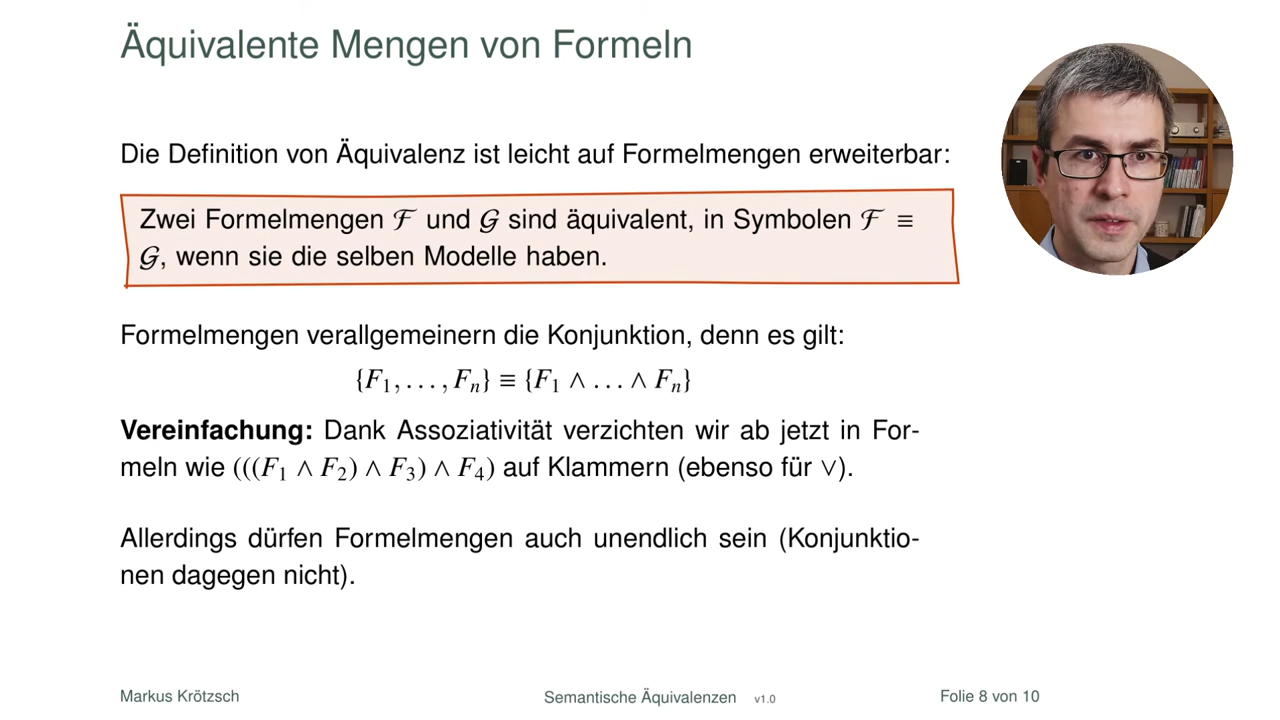 Äquivalente Mengen von Formeln
Die Definition von Äquivalenz ist leicht auf Formelmengen erweiterbar:
Zwei Formelmengen ℱ und 𝒢 sind äquivalent, in Symbolen ℱ ≡
𝒢, wenn sie die selben Modelle haben.
Formelmengen verallgemeinern die Konjunktion, denn es gilt:
{F₁, . . . , Fₙ} ≡ {F₁ ∧ . . . ∧ Fₙ}
Vereinfachung: Dank Assoziativität verzichten wir ab jetzt in For-
meln wie (((F₁ ∧ F₂) ∧ F₃) ∧ F₄) auf Klammern (ebenso für ∨).
Allerdings dürfen Formelmengen auch unendlich sein (Konjunktio-
nen dagegen nicht).
Markus Krötzsch Semantische Äquivalenzen v1.0 Folie 8 von 10